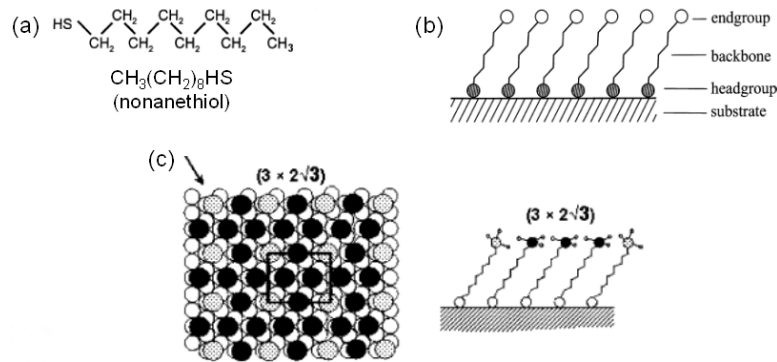 (a)
HS CH₂ CH₂ CH₂ CH₂
CH₂ CH₂ CH₂ CH₂ CH₃
CH₃(CH₂)₈HS
(nonanethiol)
(b)
endgroup
backbone
headgroup
substrate
(c)
(3 × 2√3)
(3 × 2√3)